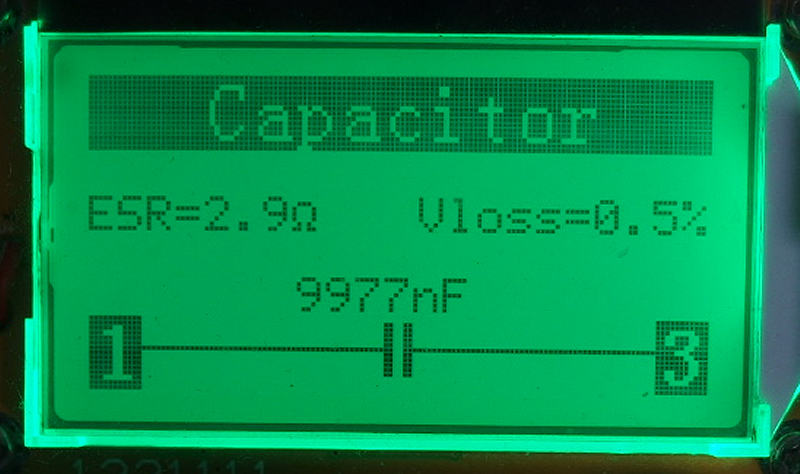 Capacitor
ESR=2.9Ω Vloss=0.5%
9977nF
1 3